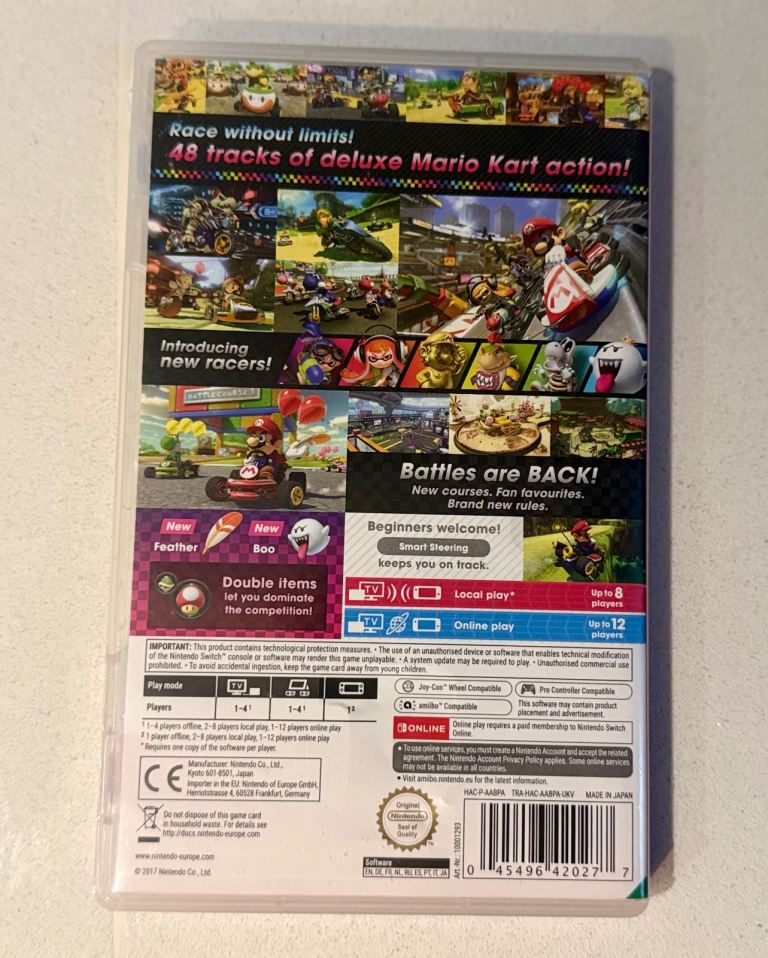 Race without limits!
48 tracks of deluxe Mario Kart action!
Introducing
new racers!
BATTLE COURSE 1
Battles are BACK!
New courses. Fan favourites.
Brand new rules.
New
Feather
New
Boo
Beginners welcome!
Smart Steering
keeps you on track.
Double items
let you dominate
the competition!
TV
Local play*
Up to 8
players
TV
Online play
Up to 12
players
IMPORTANT: This product contains technological protection measures. • The use of an unauthorised device or software that enables technical modification
of the Nintendo Switch™ console or software may render this game unplayable. • A system update may be required to play. • Unauthorised commercial use
prohibited. • To avoid accidental ingestion, keep the game card away from young children.
Play mode
TV
Players
1-4¹
1-4¹
1²
¹ 1-4 players offline, 2-8 players local play, 1-12 players online play
² 1 player offline, 2-8 players local play, 1-12 players online play
* Requires one copy of the software per player.
Joy-Con™ Wheel Compatible
Pro Controller Compatible
amiibo™ Compatible
This software may contain product
placement and advertisement.
ONLINE
Online play requires a paid membership to Nintendo Switch
Online.
• To use online services, you must create a Nintendo Account and accept the related
agreement. The Nintendo Account Privacy Policy applies. Some online services
may not be available in all countries.
• Visit amiibo.nintendo.eu for the latest information.
CE
Manufacturer: Nintendo Co., Ltd.,
Kyoto 601-8501, Japan
Importer in the EU: Nintendo of Europe GmbH,
Herriotstrasse 4, 60528 Frankfurt, Germany
HAC-P-AABPA TRA-HAC-AABPA-UKV MADE IN JAPAN
Do not dispose of this game card
in household waste. For details see
http://docs.nintendo-europe.com
Original
Nintendo
Seal of
Quality
™
Art.-Nr.: 10001293
www.nintendo-europe.com
© 2017 Nintendo Co., Ltd.
Software
EN, DE, FR, NL, RU, ES, PT, IT, JA
0 45496 42027 7